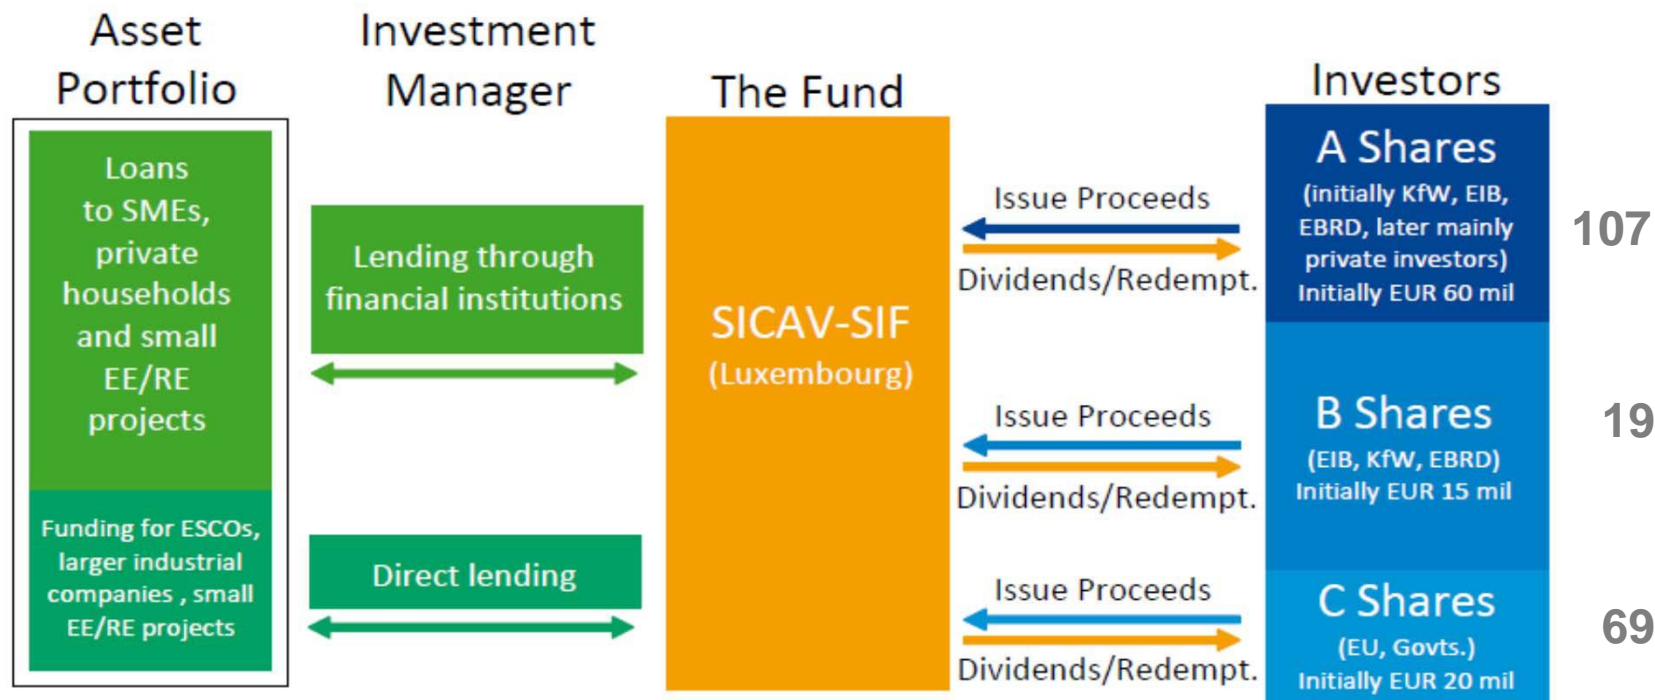 Asset
Portfolio
Loans
to SMEs,
private
households
and small
EE/RE
projects
Funding for ESCOs,
larger industrial
companies , small
EE/RE projects
Investment
Manager
Lending through
financial institutions
Direct lending
The Fund
SICAV-SIF
(Luxembourg)
Issue Proceeds
Dividends/Redempt.
Issue Proceeds
Dividends/Redempt.
Issue Proceeds
Dividends/Redempt.
Investors
A Shares
(initially KfW, EIB,
EBRD, later mainly
private investors)
Initially EUR 60 mil
B Shares
(EIB, KfW, EBRD)
Initially EUR 15 mil
C Shares
(EU, Govts.)
Initially EUR 20 mil
107
19
69